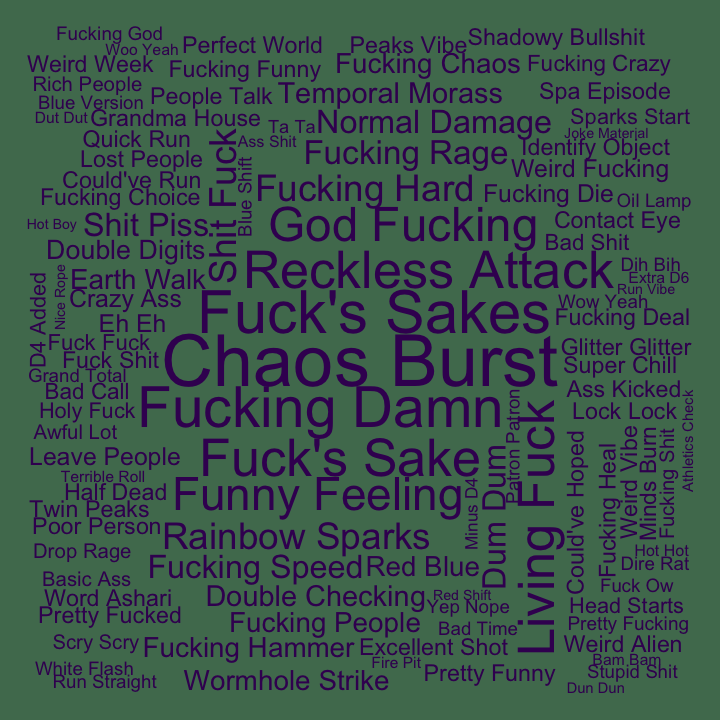 Fucking God
Woo Yeah
Perfect World
Peaks Vibe
Shadowy Bullshit
Weird Week
Fucking Funny
Fucking Chaos
Fucking Crazy
Rich People
Blue Version
People Talk
Temporal Morass
Spa Episode
Dut Dut
Grandma House
Ta Ta
Normal Damage
Sparks Start
Joke Material
Quick Run
Ass Shit
Identify Object
Lost People
Shit Fuck
Blue Shift
Fucking Rage
Weird Fucking
Could've Run
Fucking Choice
Fucking Hard
Fucking Die
Oil Lamp
Hot Boy
Shit Piss
God Fucking
Contact Eye
Double Digits
Bad Shit
Earth Walk
Reckless Attack
Dih Bih
Extra D6
D4 Added
Nice Rope
Crazy Ass
Run Vibe
Wow Yeah
Eh Eh
Fuck's Sakes
Fucking Deal
Fuck Fuck
Fuck Shit
Chaos Burst
Glitter Glitter
Super Chill
Grand Total
Bad Call
Ass Kicked
Holy Fuck
Fucking Damn
Patron Patron
Living Fuck
Lock Lock
Athletics Check
Awful Lot
Leave People
Fuck's Sake
Dum Dum
Could've Hoped
Fucking Heal
Weird Vibe
Minds Burn
Fucking Shit
Terrible Roll
Half Dead
Funny Feeling
Minus D4
Twin Peaks
Poor Person
Rainbow Sparks
Drop Rage
Hot Hot
Dire Rat
Basic Ass
Fucking Speed
Red Blue
Fuck Ow
Word Ashari
Double Checking
Red Shift
Yep Nope
Head Starts
Pretty Fucked
Fucking People
Bad Time
Pretty Fucking
Scry Scry
Fucking Hammer
Excellent Shot
Weird Alien
White Flash
Fire Pit
Bam Bam
Run Straight
Wormhole Strike
Pretty Funny
Stupid Shit
Dun Dun